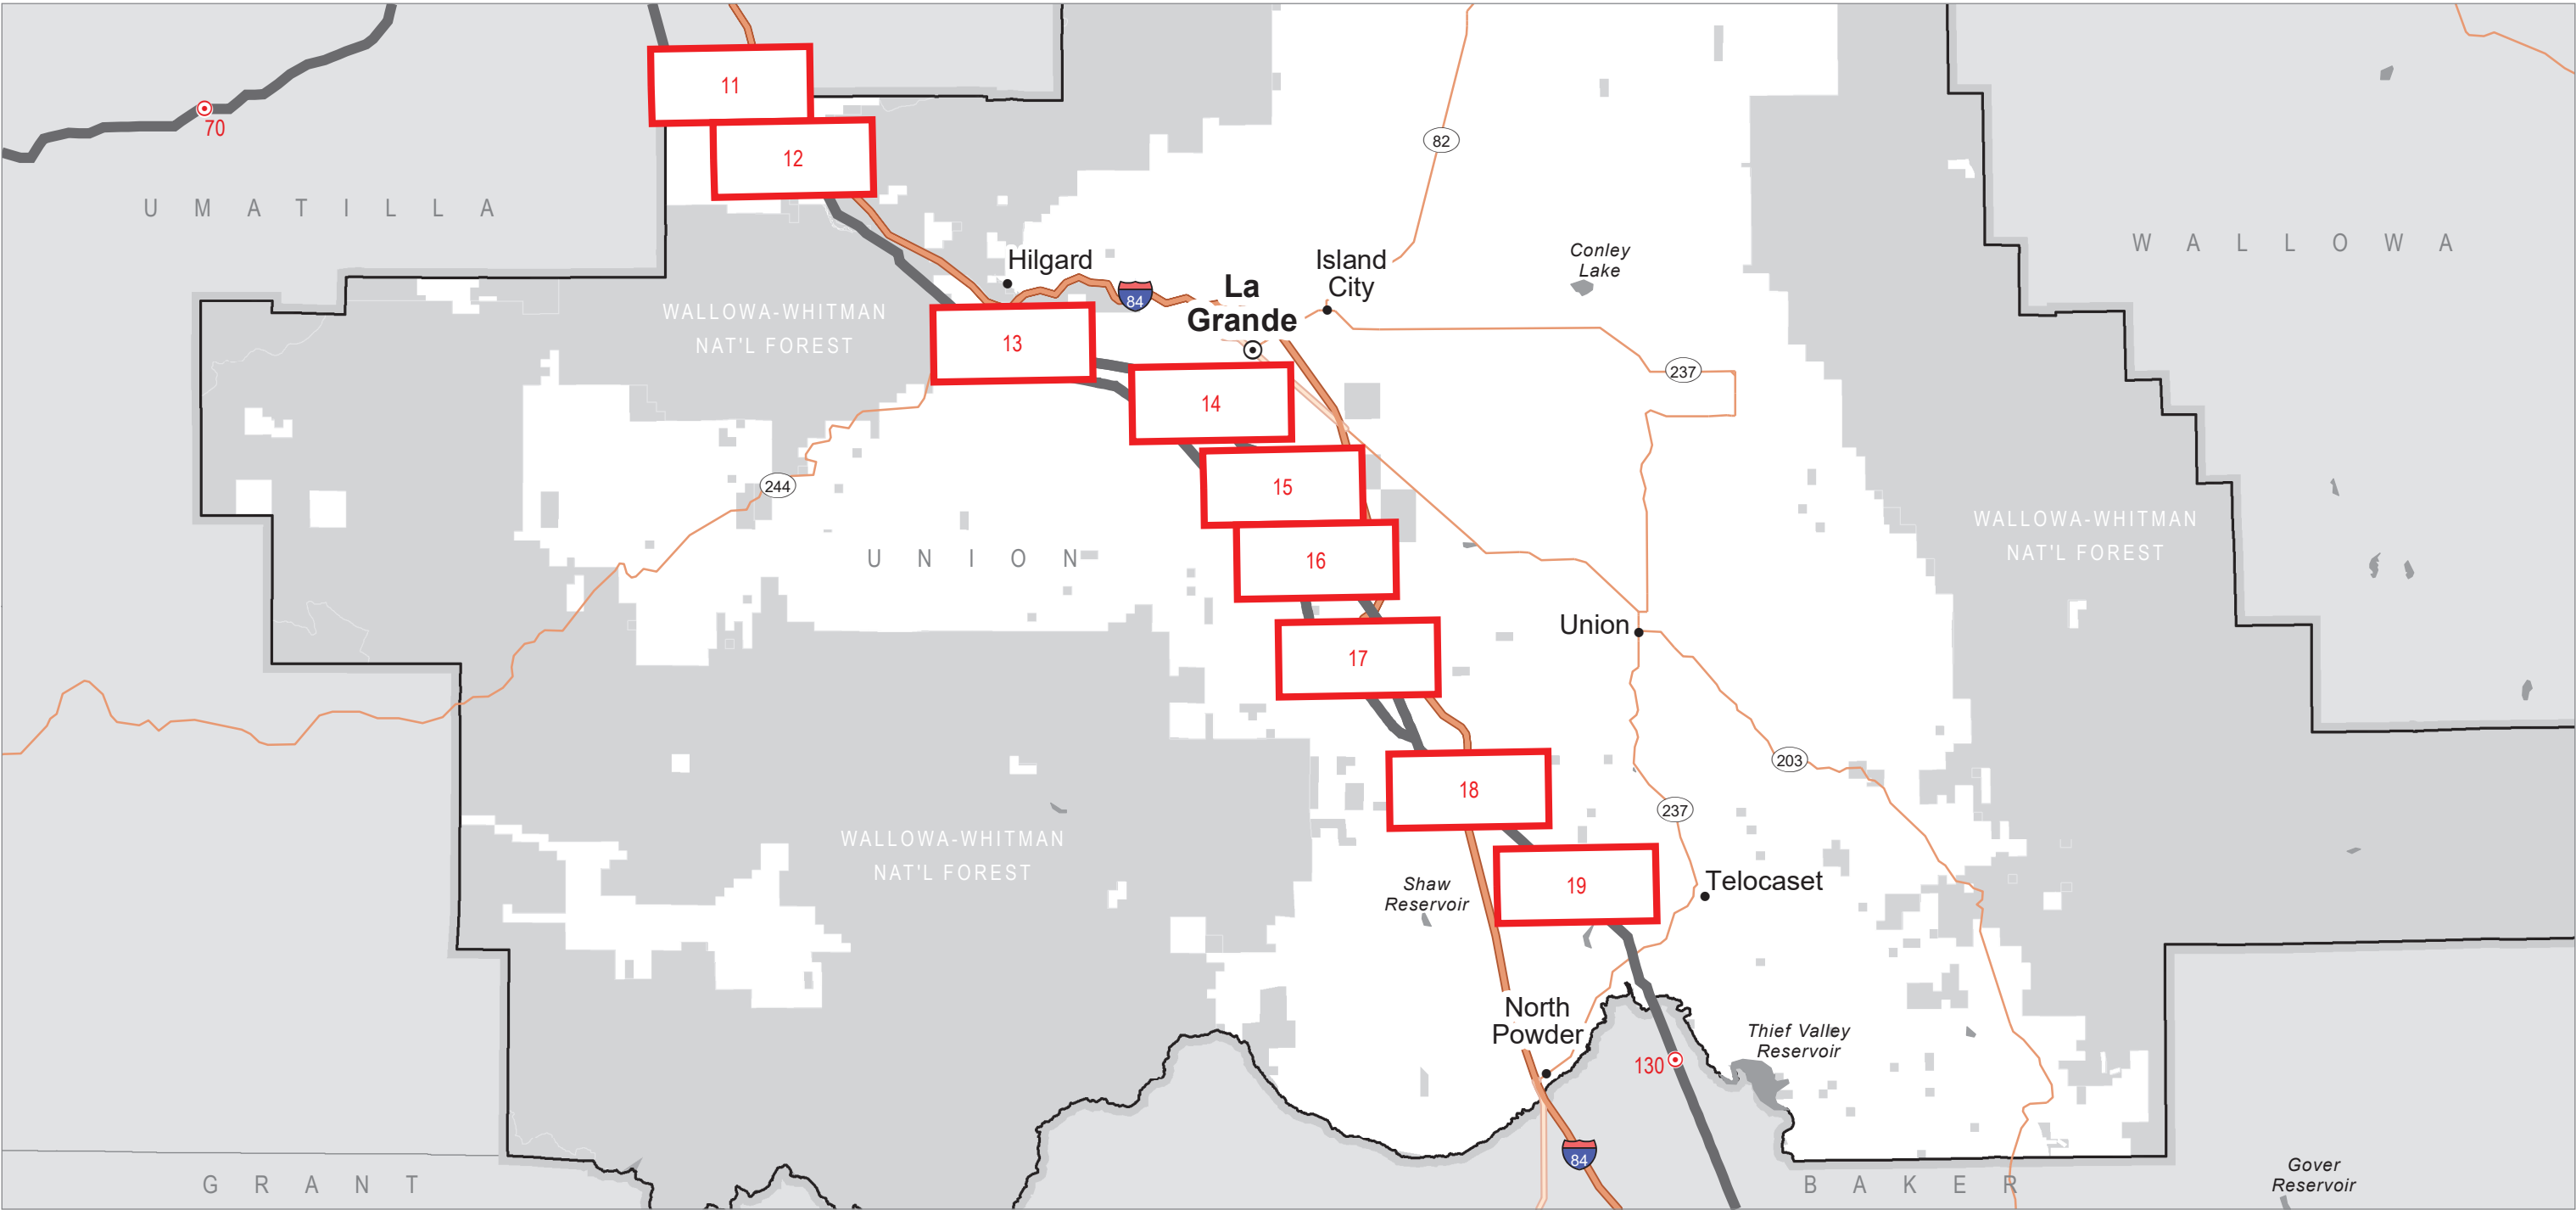 11
70
12
82
U M A T I L L A
W A L L O W A
Hilgard
Island
City
Conley
Lake
84
La
Grande
WALLOWA-WHITMAN
NAT'L FOREST
13
237
14
244
15
WALLOWA-WHITMAN
NAT'L FOREST
U N I O N
16
Union
17
203
18
237
WALLOWA-WHITMAN
NAT'L FOREST
Shaw
Reservoir
19
Telocaset
North
Powder
Thief Valley
Reservoir
130
84
G R A N T
B A K E R
Gover
Reservoir